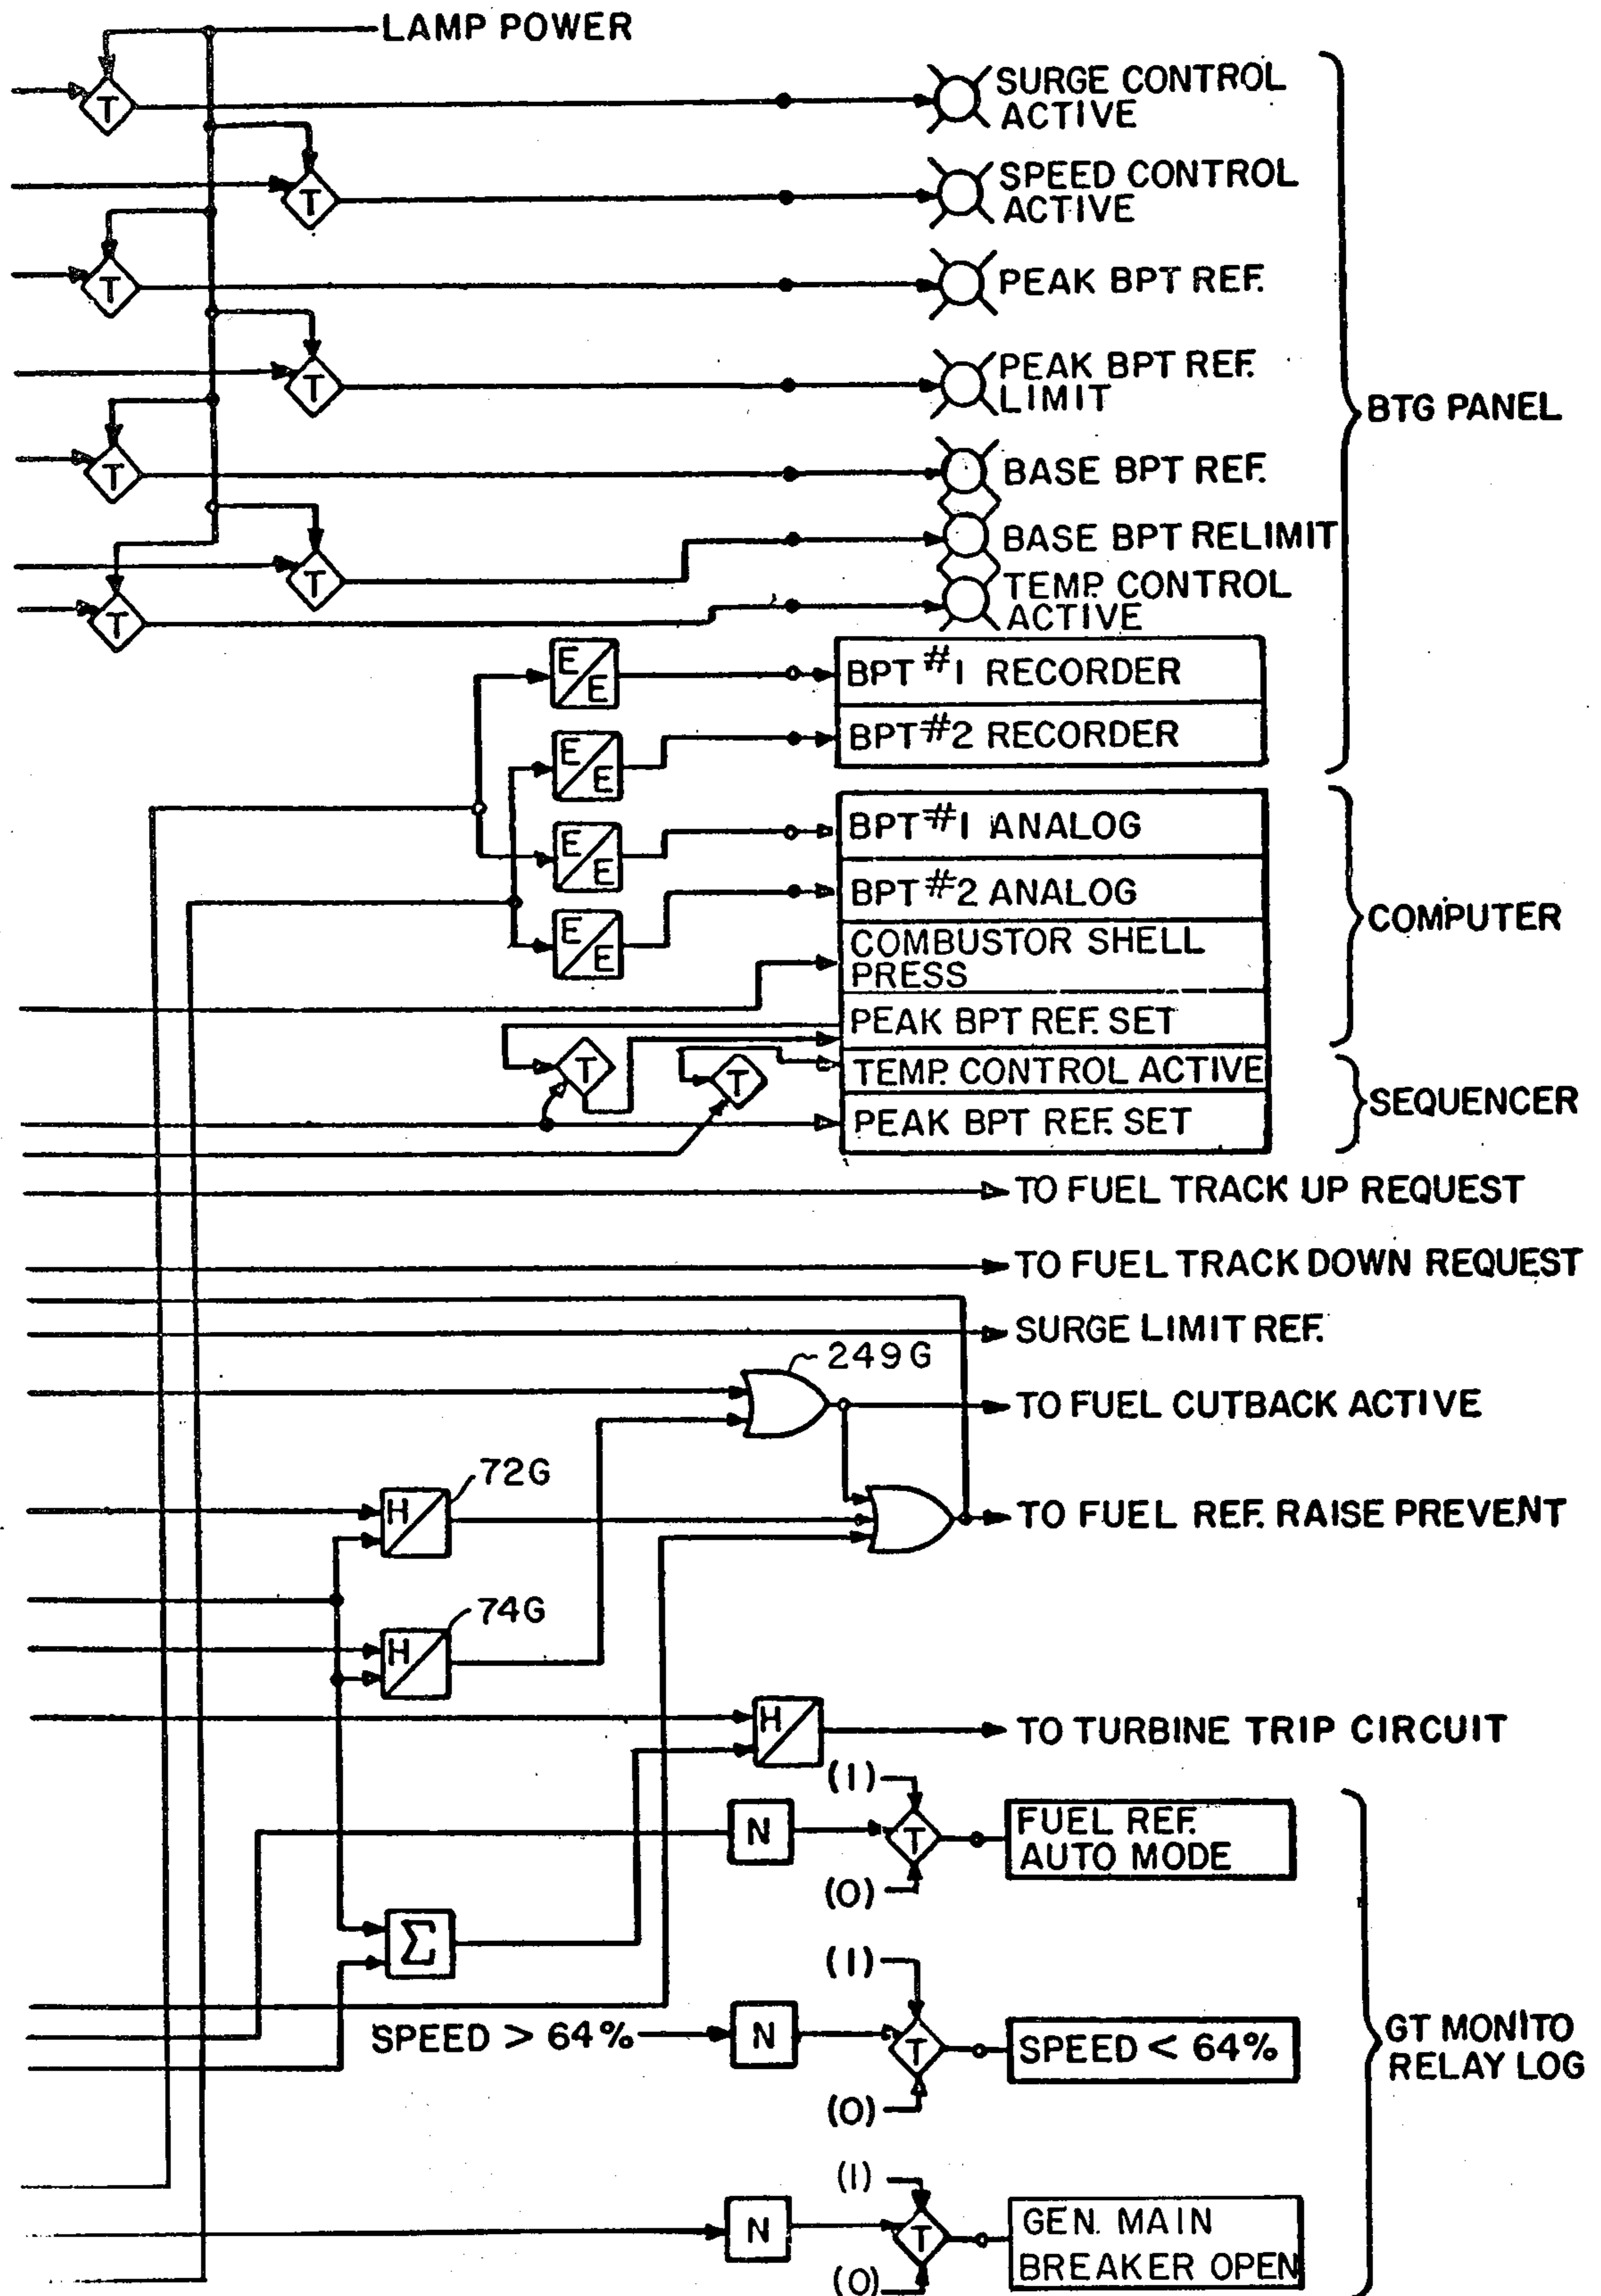 LAMP POWER
T
SURGE CONTROL
ACTIVE
T
SPEED CONTROL
ACTIVE
T
PEAK BPT REF.
T
PEAK BPT REF.
LIMIT
BTG PANEL
T
BASE BPT REF.
T
BASE BPT RELIMIT
T
TEMP. CONTROL
ACTIVE
E/E
BPT #1 RECORDER
E/E
BPT #2 RECORDER
E/E
BPT #1 ANALOG
E/E
BPT #2 ANALOG
COMPUTER
COMBUSTOR SHELL
PRESS
PEAK BPT REF. SET
T
T
TEMP. CONTROL ACTIVE
SEQUENCER
PEAK BPT REF. SET
TO FUEL TRACK UP REQUEST
TO FUEL TRACK DOWN REQUEST
SURGE LIMIT REF.
249G
TO FUEL CUTBACK ACTIVE
72G
H/
TO FUEL REF. RAISE PREVENT
74G
H/
H/
TO TURBINE TRIP CIRCUIT
(1)
N
T
FUEL REF.
AUTO MODE
(0)
Σ
(1)
SPEED > 64%
N
T
SPEED < 64%
(0)
GT MONITO
RELAY LOG
(1)
N
T
GEN. MAIN
BREAKER OPEN
(0)